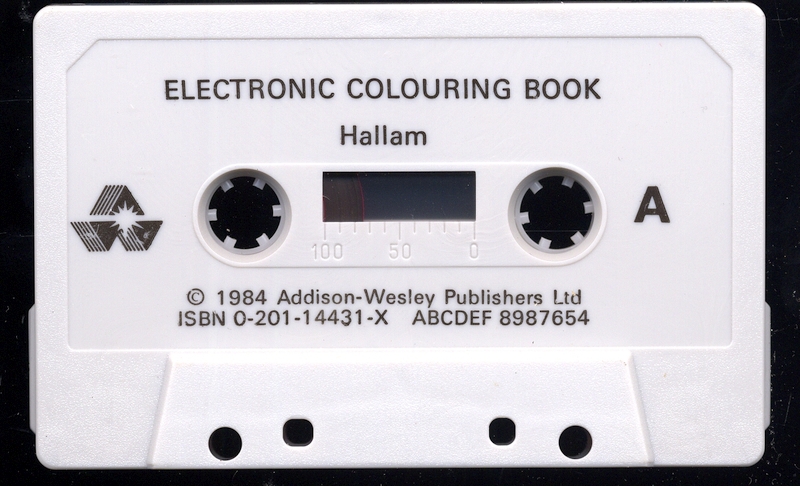 ELECTRONIC COLOURING BOOK
Hallam
A
100 50 0
© 1984 Addison-Wesley Publishers Ltd
ISBN 0-201-14431-X ABCDEF 8987654